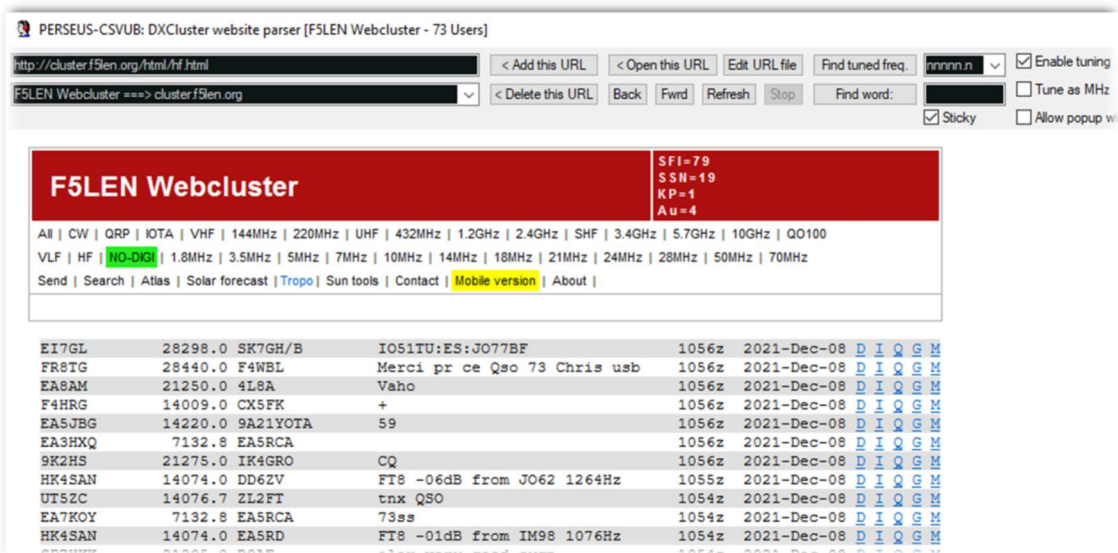 PERSEUS-CSVUB: DXCluster website parser [F5LEN Webcluster - 73 Users]
http://cluster.f5len.org/html/hf.html < Add this URL < Open this URL Edit URL file Find tuned freq. nnnnn.n Enable tuning
F5LEN Webcluster ===> cluster.f5len.org < Delete this URL Back Fwrd Refresh Stop Find word: Tune as MHz
Sticky Allow popup
F5LEN Webcluster
SFI=79
SSN=19
KP=1
Au=4
All | CW | QRP | IOTA | VHF | 144MHz | 220MHz | UHF | 432MHz | 1.2GHz | 2.4GHz | SHF | 3.4GHz | 5.7GHz | 10GHz | QO100
VLF | HF | NO-DIGI | 1.8MHz | 3.5MHz | 5MHz | 7MHz | 10MHz | 14MHz | 18MHz | 21MHz | 24MHz | 28MHz | 50MHz | 70MHz
Send | Search | Atlas | Solar forecast | Tropo | Sun tools | Contact | Mobile version | About |
EI7GL 28298.0 SK7GH/B IO51TU:ES:JO77BF 1056z 2021-Dec-08 D I Q G M
FR8TG 28440.0 F4WBL Merci pr ce Qso 73 Chris usb 1056z 2021-Dec-08 D I Q G M
EA8AM 21250.0 4L8A Vaho 1056z 2021-Dec-08 D I Q G M
F4HRG 14009.0 CX5FK + 1056z 2021-Dec-08 D I Q G M
EA5JBG 14220.0 9A21YOTA 59 1056z 2021-Dec-08 D I Q G M
EA3HXQ 7132.8 EA5RCA 1056z 2021-Dec-08 D I Q G M
9K2HS 21275.0 IK4GRO CQ 1056z 2021-Dec-08 D I Q G M
HK4SAN 14074.0 DD6ZV FT8 -06dB from JO62 1264Hz 1055z 2021-Dec-08 D I Q G M
UT5ZC 14076.7 ZL2FT tnx QSO 1054z 2021-Dec-08 D I Q G M
EA7KOY 7132.8 EA5RCA 73ss 1054z 2021-Dec-08 D I Q G M
HK4SAN 14074.0 EA5RD FT8 -01dB from IM98 1076Hz 1054z 2021-Dec-08 D I Q G M